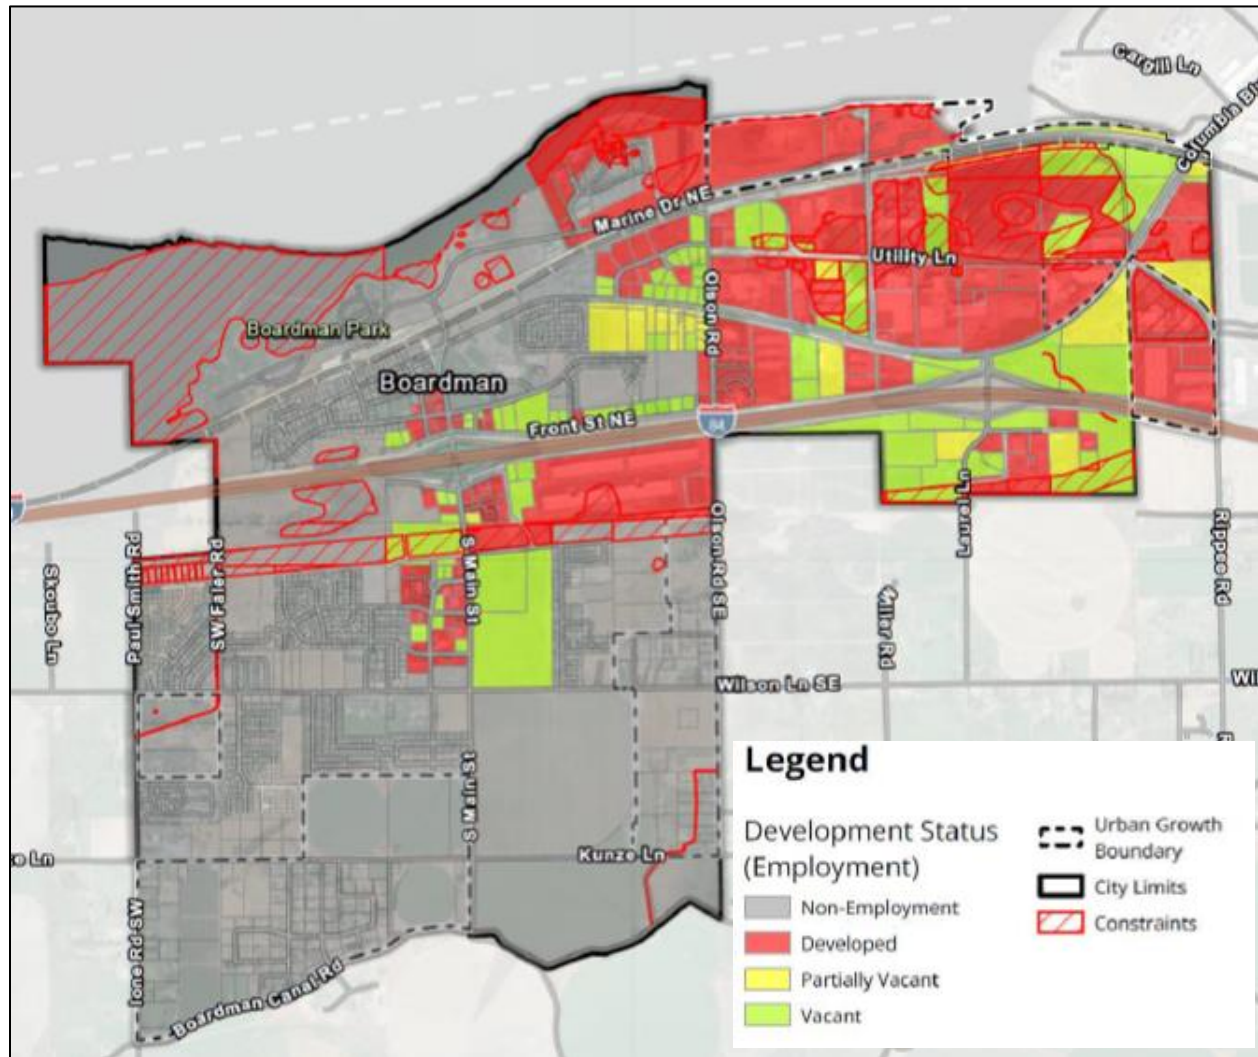 Cargill Ln
Columbia Bl
Marine Dr NE
Utility Ln
Olson Rd
Boardman Park
Boardman
Front St NE
84
Laurel Ln
Olson Rd SE
Rippee Rd
Paul Smith Rd
SW Faler Rd
S Main St
Miller Rd
Wilson Ln SE
Wil
R
S Main St
Kunze Ln
Ione Rd SW
Boardman Canal Rd
Legend
Development Status
(Employment)
Non-Employment
Developed
Partially Vacant
Vacant
Urban Growth
Boundary
City Limits
Constraints